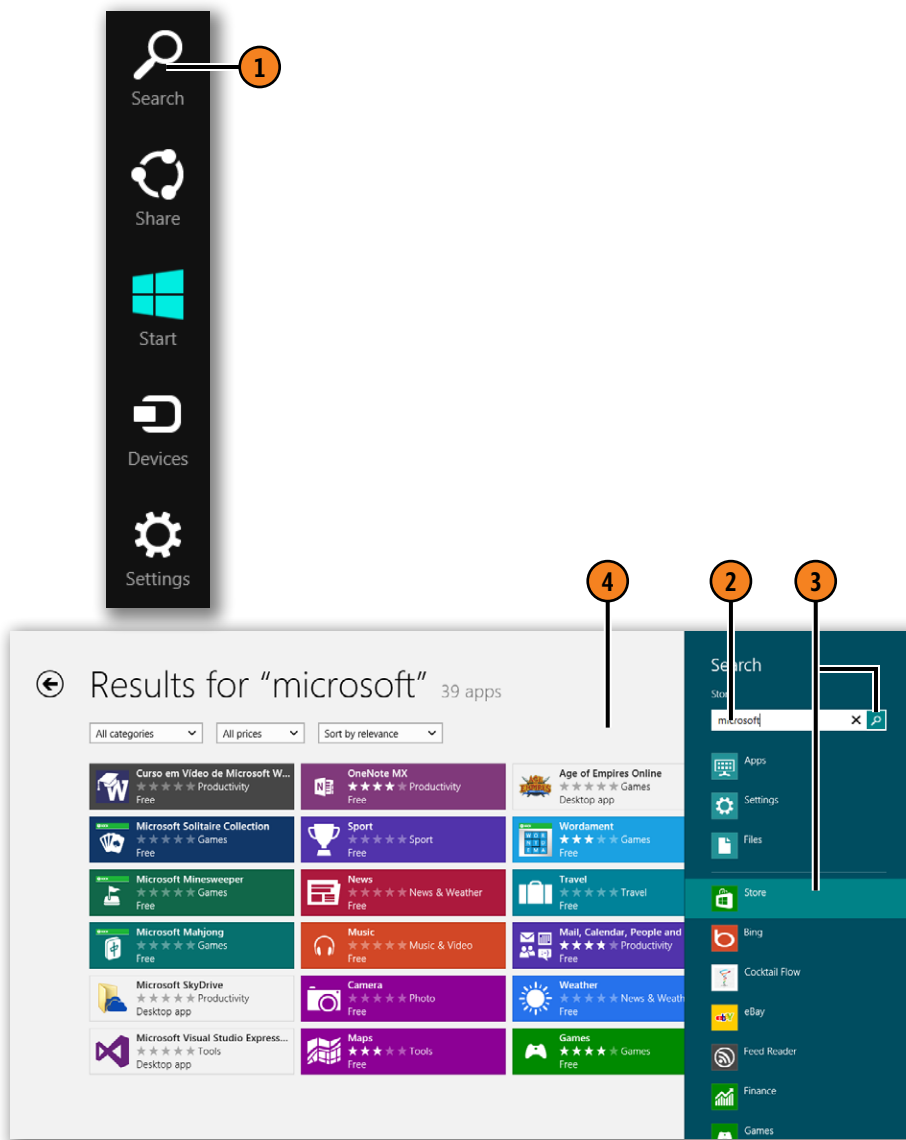 1
Search
Share
Start
Devices
Settings
4
2
3
Results for “microsoft” 39 apps
All categories
All prices
Sort by relevance
Curso em Vídeo de Microsoft W...
Productivity
Free
OneNote MX
Productivity
Free
Age of Empires Online
Games
Desktop app
Microsoft Solitaire Collection
Games
Free
Sport
Sport
Free
Wordament
Games
Free
Microsoft Minesweeper
Games
Free
News
News & Weather
Free
Travel
Travel
Free
Microsoft Mahjong
Games
Free
Music
Music & Video
Free
Mail, Calendar, People and
Productivity
Free
Microsoft SkyDrive
Productivity
Desktop app
Camera
Photo
Free
Weather
News & Weath
Free
Microsoft Visual Studio Express...
Tools
Desktop app
Maps
Tools
Free
Games
Games
Free
Search
microsoft
Apps
Settings
Files
Store
Bing
Cocktail Flow
eBay
Feed Reader
Finance
Games